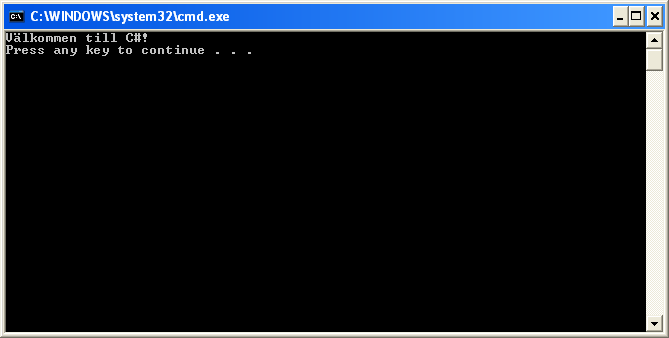 C:\WINDOWS\system32\cmd.exe
Välkommen till C#!
Press any key to continue . . .